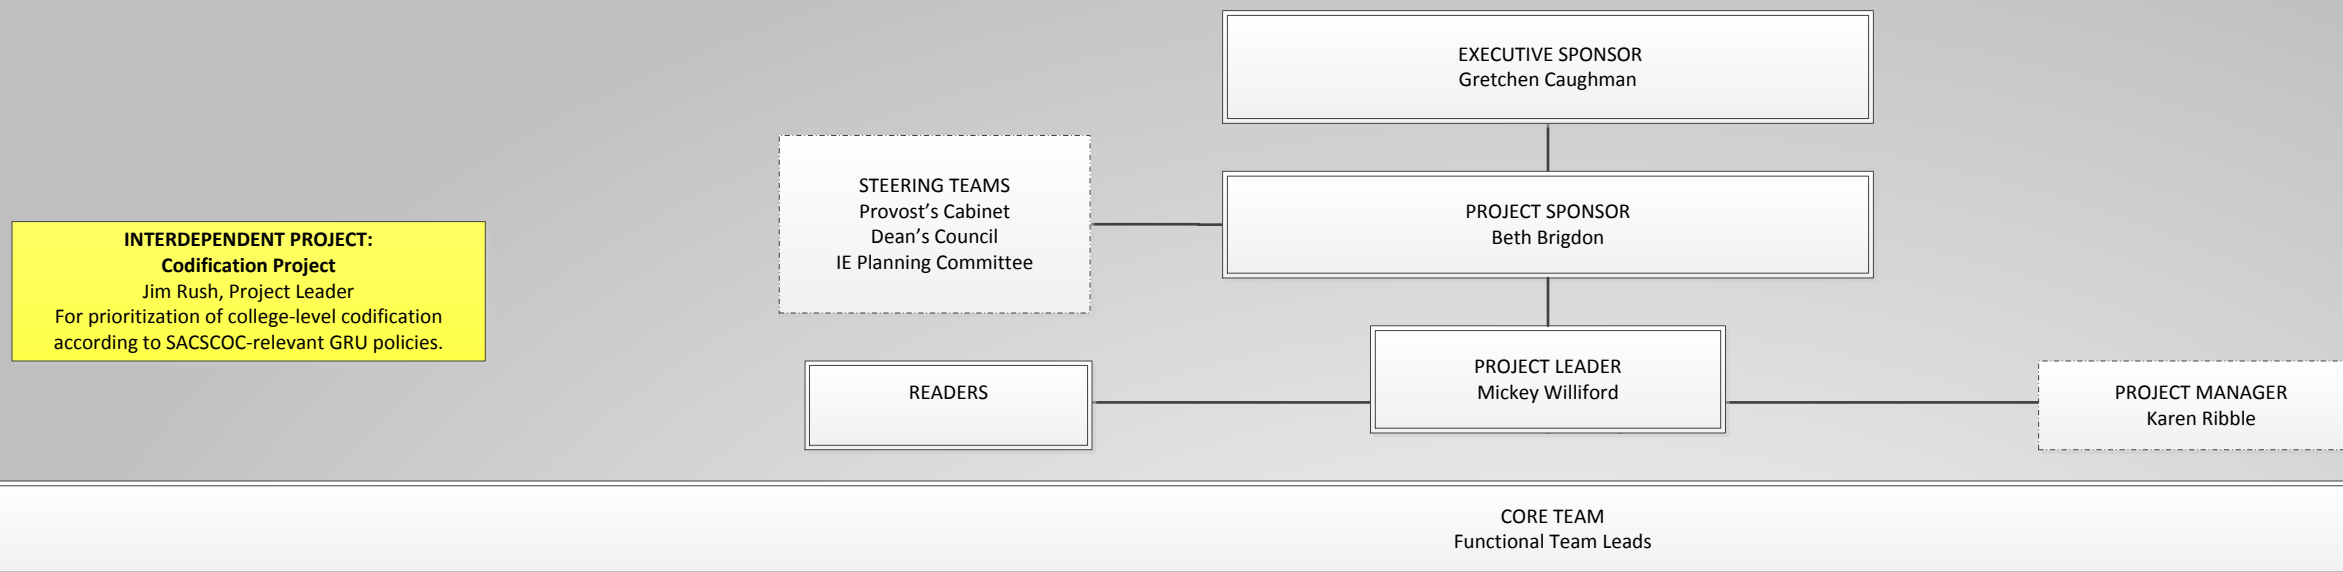 EXECUTIVE SPONSOR
Gretchen Caughman
STEERING TEAMS
Provost’s Cabinet
Dean’s Council
IE Planning Committee
PROJECT SPONSOR
Beth Brigdon
INTERDEPENDENT PROJECT:
Codification Project
Jim Rush, Project Leader
For prioritization of college-level codification
according to SACSCOC-relevant GRU policies.
READERS
PROJECT LEADER
Mickey Williford
PROJECT MANAGER
Karen Ribble
CORE TEAM
Functional Team Leads